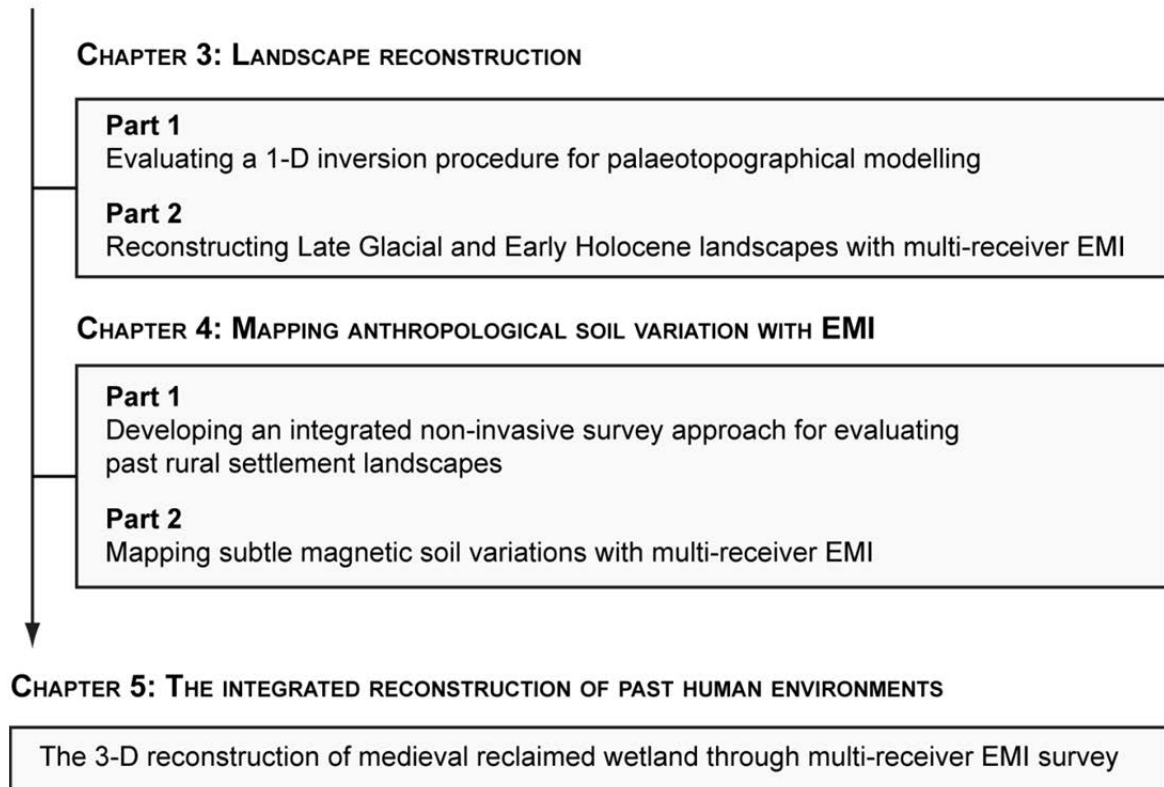 CHAPTER 3: LANDSCAPE RECONSTRUCTION
Part 1
Evaluating a 1-D inversion procedure for palaeotopographical modelling
Part 2
Reconstructing Late Glacial and Early Holocene landscapes with multi-receiver EMI
CHAPTER 4: MAPPING ANTHROPOLOGICAL SOIL VARIATION WITH EMI
Part 1
Developing an integrated non-invasive survey approach for evaluating
past rural settlement landscapes
Part 2
Mapping subtle magnetic soil variations with multi-receiver EMI
CHAPTER 5: THE INTEGRATED RECONSTRUCTION OF PAST HUMAN ENVIRONMENTS
The 3-D reconstruction of medieval reclaimed wetland through multi-receiver EMI survey